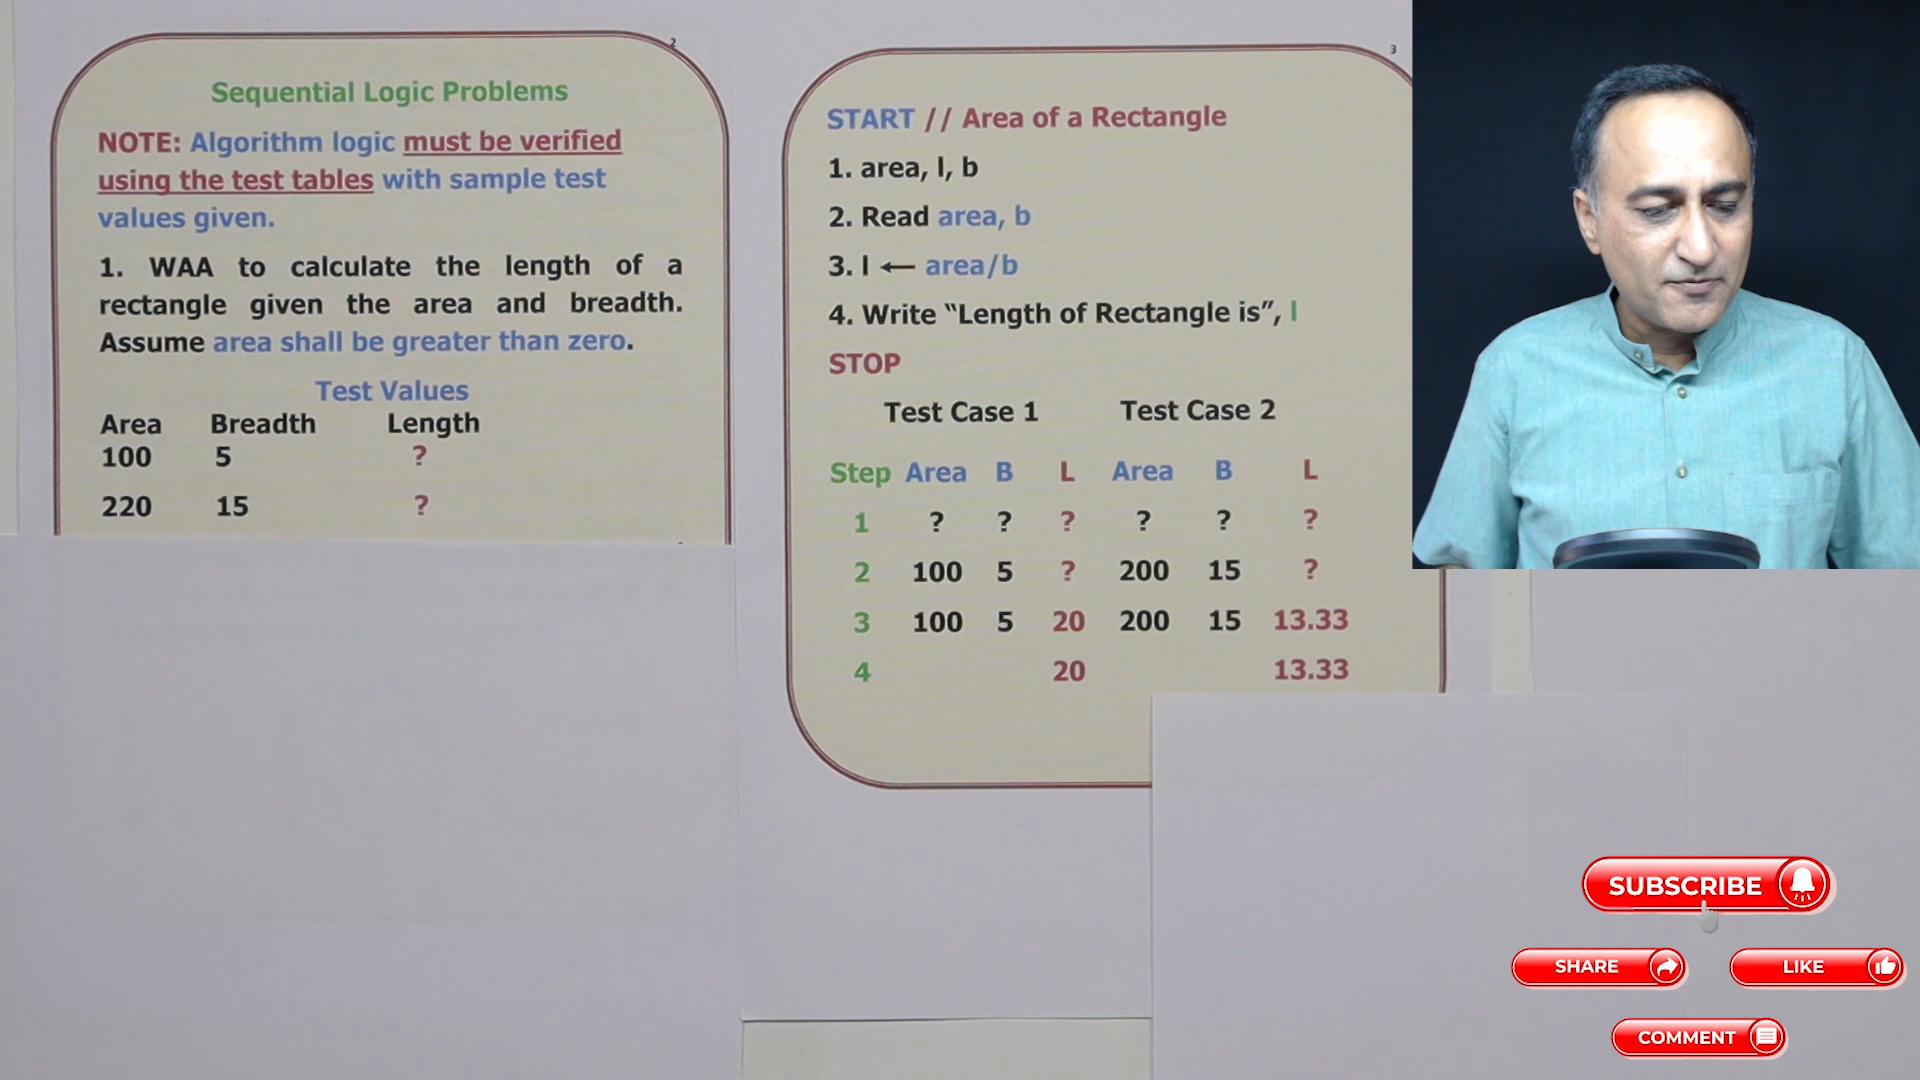 2
Sequential Logic Problems
NOTE: Algorithm logic must be verified
using the test tables with sample test
values given.
1. WAA to calculate the length of a
rectangle given the area and breadth.
Assume area shall be greater than zero.
Test Values
Area Breadth Length
100 5 ?
220 15 ?
3
START // Area of a Rectangle
1. area, l, b
2. Read area, b
3. l ← area/b
4. Write “Length of Rectangle is”, l
STOP
Test Case 1 Test Case 2
Step Area B L Area B L
1 ? ? ? ? ? ?
2 100 5 ? 200 15 ?
3 100 5 20 200 15 13.33
4 20 13.33
SUBSCRIBE
SHARE LIKE
COMMENT